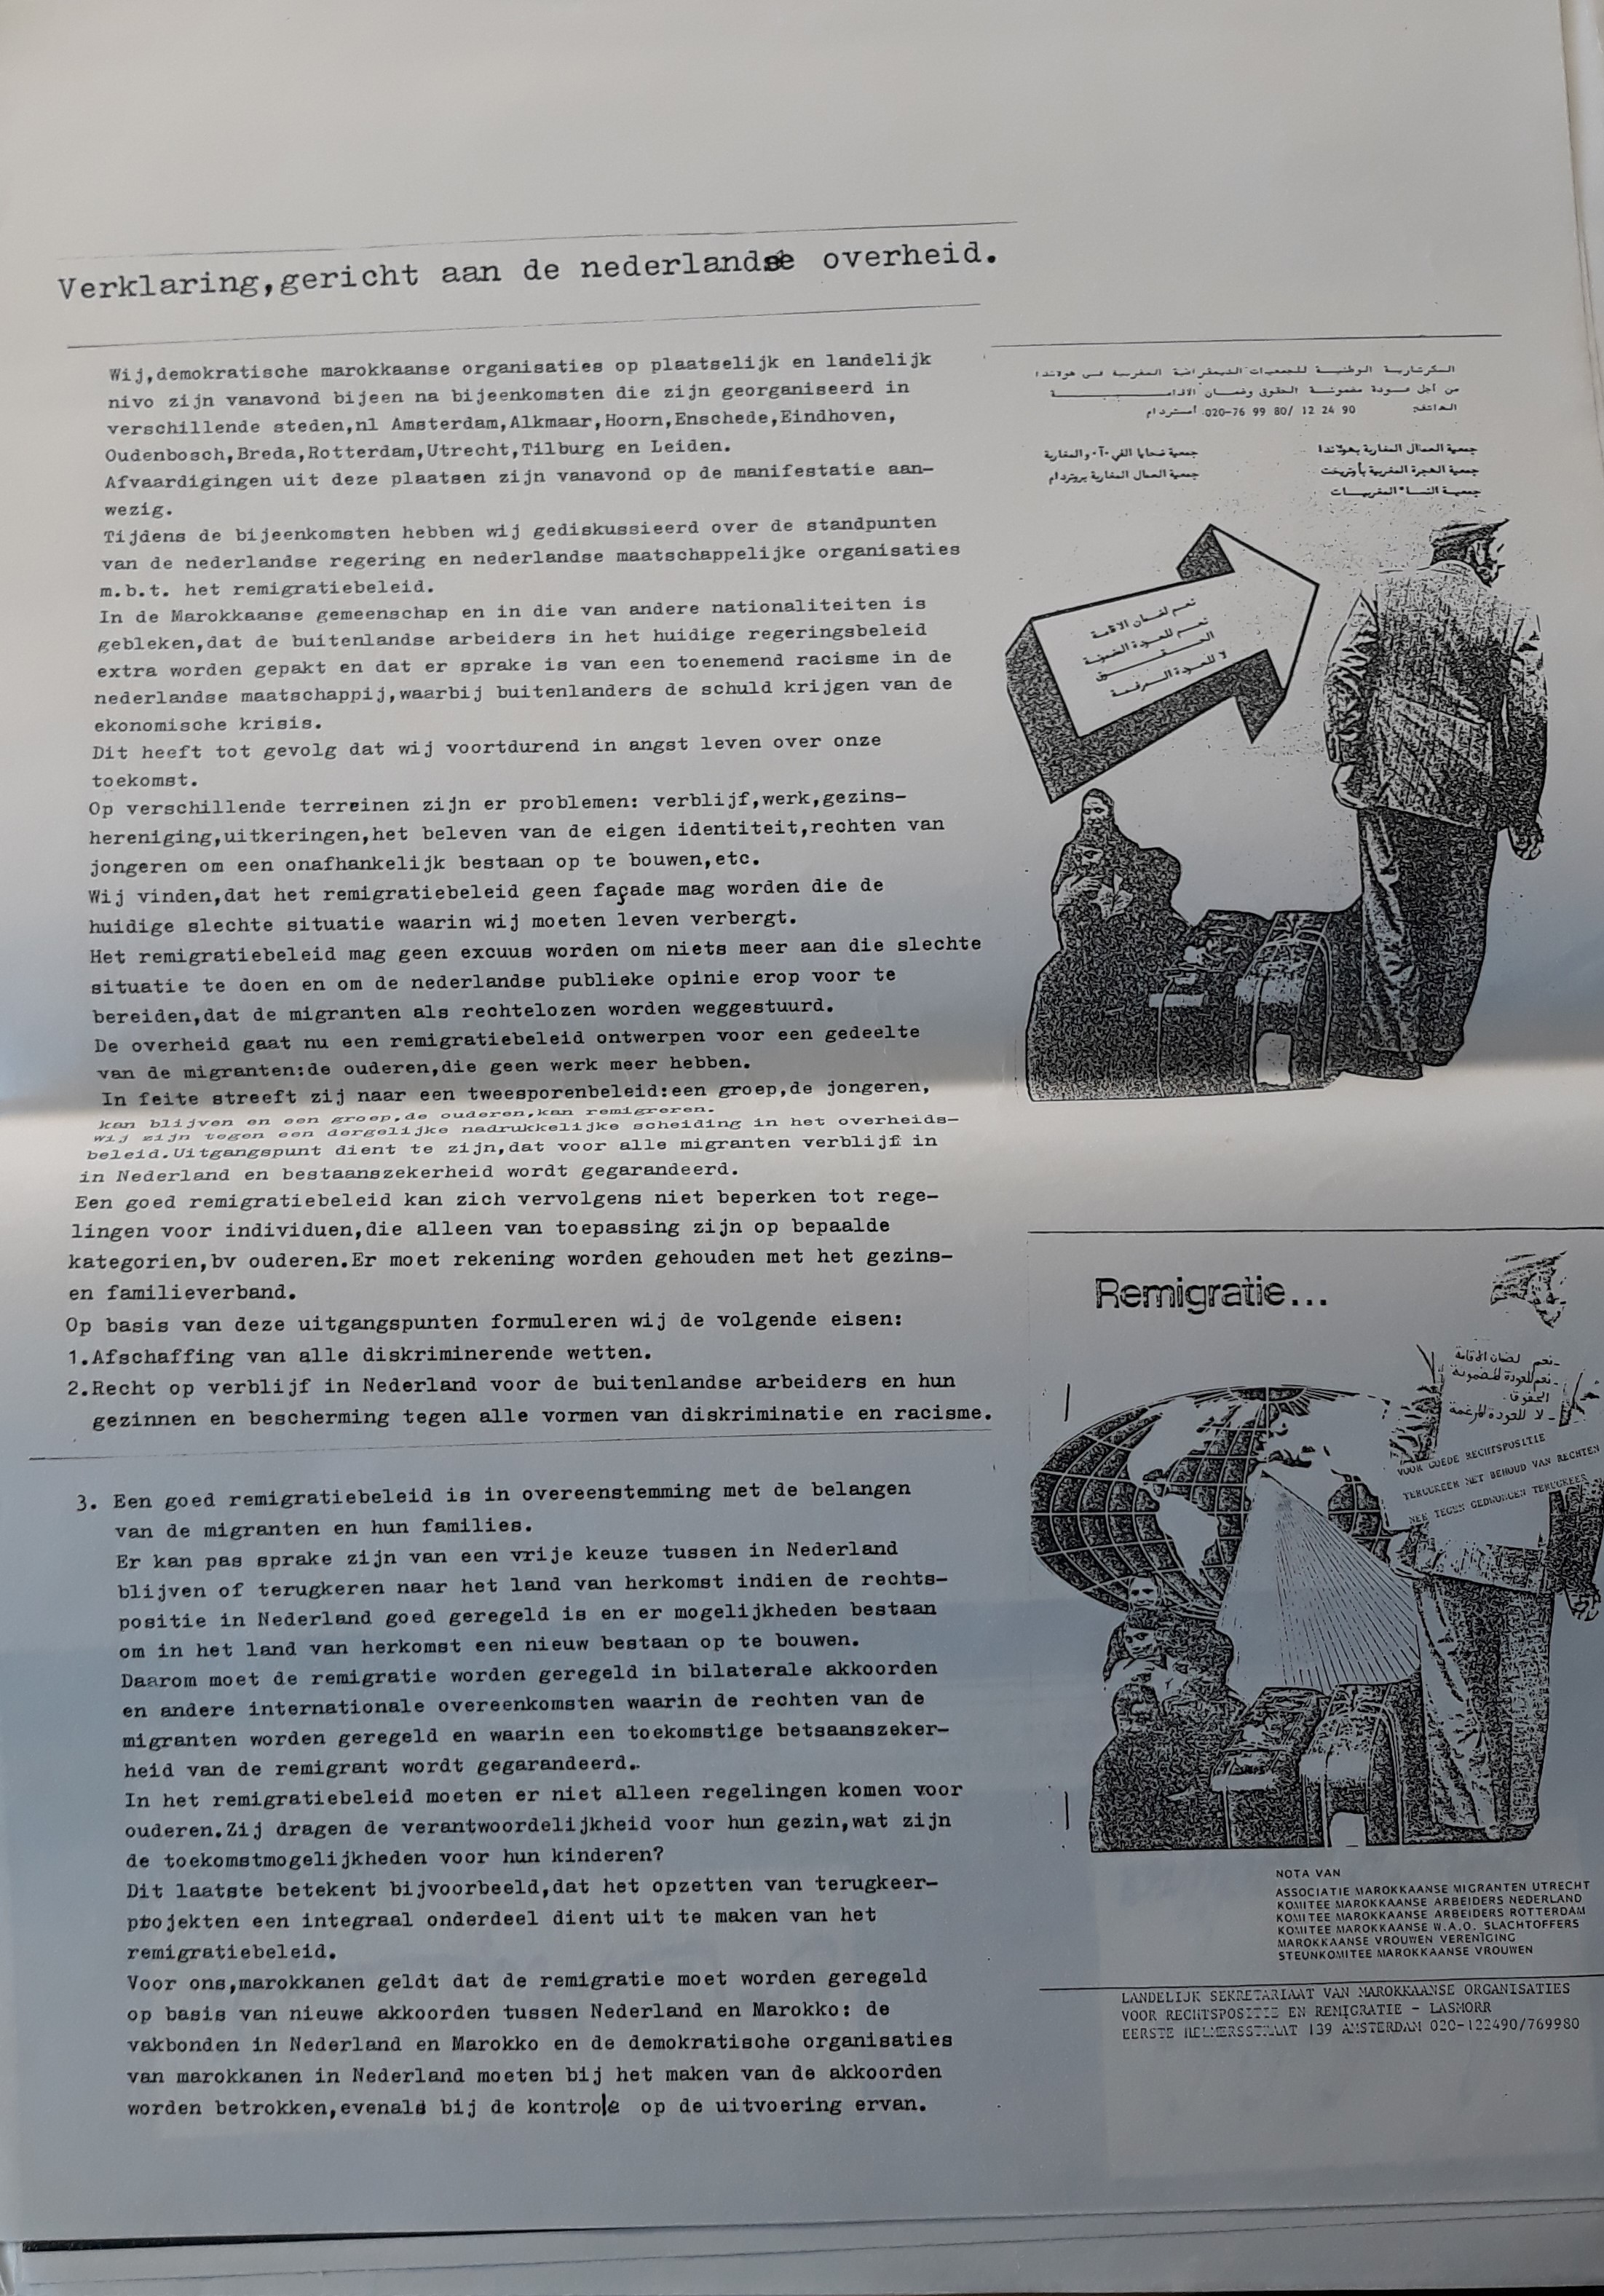 Verklaring,gericht aan de nederlandse overheid.
Wij,demokratische marokkaanse organisaties op plaatselijk en landelijk
nivo zijn vanavond bijeen na bijeenkomsten die zijn georganiseerd in
verschillende steden,nl Amsterdam,Alkmaar,Hoorn,Enschede,Eindhoven,
Oudenbosch,Breda,Rotterdam,Utrecht,Tilburg en Leiden.
Afvaardigingen uit deze plaatsen zijn vanavond op de manifestatie aan-
wezig.
Tijdens de bijeenkomsten hebben wij gediskussieerd over de standpunten
van de nederlandse regering en nederlandse maatschappelijke organisaties
m.b.t. het remigratiebeleid.
In de Marokkaanse gemeenschap en in die van andere nationaliteiten is
gebleken,dat de buitenlandse arbeiders in het huidige regeringsbeleid
extra worden gepakt en dat er sprake is van een toenemend racisme in de
nederlandse maatschappij,waarbij buitenlanders de schuld krijgen van de
ekonomische krisis.
Dit heeft tot gevolg dat wij voortdurend in angst leven over onze
toekomst.
Op verschillende terreinen zijn er problemen: verblijf,werk,gezins-
hereniging,uitkeringen,het beleven van de eigen identiteit,rechten van
jongeren om een onafhankelijk bestaan op te bouwen,etc.
Wij vinden,dat het remigratiebeleid geen façade mag worden die de
huidige slechte situatie waarin wij moeten leven verbergt.
Het remigratiebeleid mag geen excuus worden om niets meer aan die slechte
situatie te doen en om de nederlandse publieke opinie erop voor te
bereiden,dat de migranten als rechtelozen worden weggestuurd.
De overheid gaat nu een remigratiebeleid ontwerpen voor een gedeelte
van de migranten:de ouderen,die geen werk meer hebben.
In feite streeft zij naar een tweesporenbeleid:een groep,de jongeren,
kan blijven en een groep,de ouderen,kan remigreren.
wij zijn tegen een dergelijke nadrukkelijke scheiding in het overheids-
beleid.Uitgangspunt dient te zijn,dat voor alle migranten verblijf in
in Nederland en bestaanszekerheid wordt gegarandeerd.
Een goed remigratiebeleid kan zich vervolgens niet beperken tot rege-
lingen voor individuen,die alleen van toepassing zijn op bepaalde
kategorien,bv ouderen.Er moet rekening worden gehouden met het gezins-
en familieverband.
Op basis van deze uitgangspunten formuleren wij de volgende eisen:
1.Afschaffing van alle diskriminerende wetten.
2.Recht op verblijf in Nederland voor de buitenlandse arbeiders en hun
gezinnen en bescherming tegen alle vormen van diskriminatie en racisme.
3. Een goed remigratiebeleid is in overeenstemming met de belangen
van de migranten en hun families.
Er kan pas sprake zijn van een vrije keuze tussen in Nederland
blijven of terugkeren naar het land van herkomst indien de rechts-
positie in Nederland goed geregeld is en er mogelijkheden bestaan
om in het land van herkomst een nieuw bestaan op te bouwen.
Daarom moet de remigratie worden geregeld in bilaterale akkoorden
en andere internationale overeenkomsten waarin de rechten van de
migranten worden geregeld en waarin een toekomstige betsaanszeker-
heid van de remigrant wordt gegarandeerd.
In het remigratiebeleid moeten er niet alleen regelingen komen voor
ouderen.Zij dragen de verantwoordelijkheid voor hun gezin,wat zijn
de toekomstmogelijkheden voor hun kinderen?
Dit laatste betekent bijvoorbeeld,dat het opzetten van terugkeer-
projekten een integraal onderdeel dient uit te maken van het
remigratiebeleid.
Voor ons,marokkanen geldt dat de remigratie moet worden geregeld
op basis van nieuwe akkoorden tussen Nederland en Marokko: de
vakbonden in Nederland en Marokko en de demokratische organisaties
van marokkanen in Nederland moeten bij het maken van de akkoorden
worden betrokken,evenals bij de kontrole op de uitvoering ervan.
السكرتارية الوطنية للجمعيات الديمقراطية المغربية في هولندا
من أجل عودة مضمونة الحقوق وضمان الاقامة
الهاتف: 90 24 12 /80 99 76-020 أمستردام
جمعية العمال المغاربة بهولندا
جمعية الهجرة المغربية بأوتريخت
جمعية النساء المغربيات
جمعية ضحايا الفي٠آ٠و المغاربة
جمعية العمال المغاربة بروتردام
نعم لضمان الاقامة
نعم للعودة المضمونة
الحقوق
لا للعودة المرغمة
Remigratie...
- نعم لضمان الاقامة
- نعم للعودة المضمونة
الحقوق.
- لا للعودة المرغمة
VOOR GOEDE RECHTSPOSITIE
TERUGKEER MET BEHOUD VAN RECHTEN
NEE TEGEN GEDWONGEN TERUGKEER
NOTA VAN
ASSOCIATIE MAROKKAANSE MIGRANTEN UTRECHT
KOMITEE MAROKKAANSE ARBEIDERS NEDERLAND
KOMITEE MAROKKAANSE ARBEIDERS ROTTERDAM
KOMITEE MAROKKAANSE W.A.O. SLACHTOFFERS
MAROKKAANSE VROUWEN VERENIGING
STEUNKOMITEE MAROKKAANSE VROUWEN
LANDELIJK SEKRETARIAAT VAN MAROKKAANSE ORGANISATIES
VOOR RECHTSPOSITIE EN REMIGRATIE - LASMORR
EERSTE HELMERSSTRAAT 139 AMSTERDAM 020-122490/769980